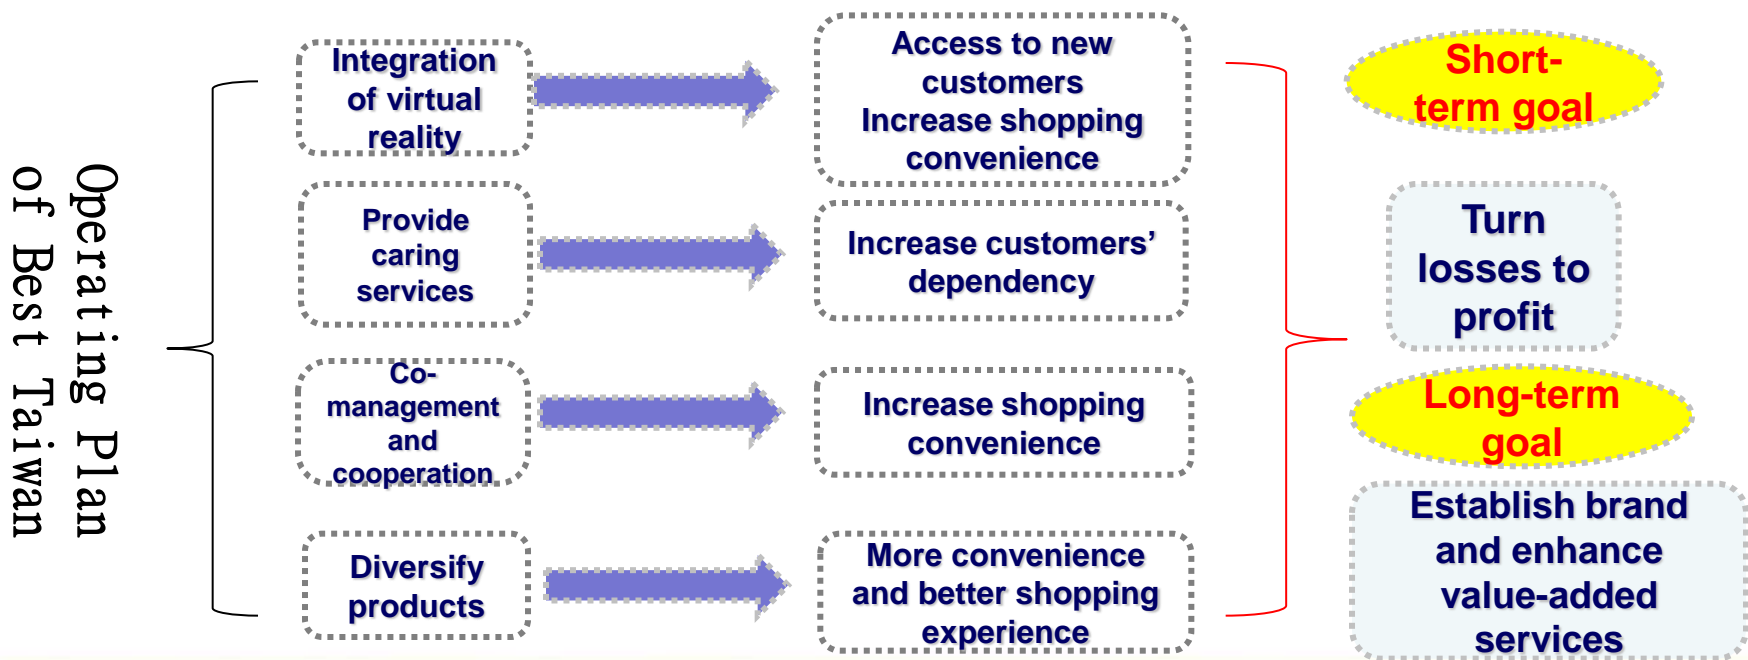 Operating Plan
of Best Taiwan
Integration
of virtual
reality
Access to new
customers
Increase shopping
convenience
Provide
caring
services
Increase customers’
dependency
Co-
management
and
cooperation
Increase shopping
convenience
Diversify
products
More convenience
and better shopping
experience
Short-
term goal
Turn
losses to
profit
Long-term
goal
Establish brand
and enhance
value-added
services